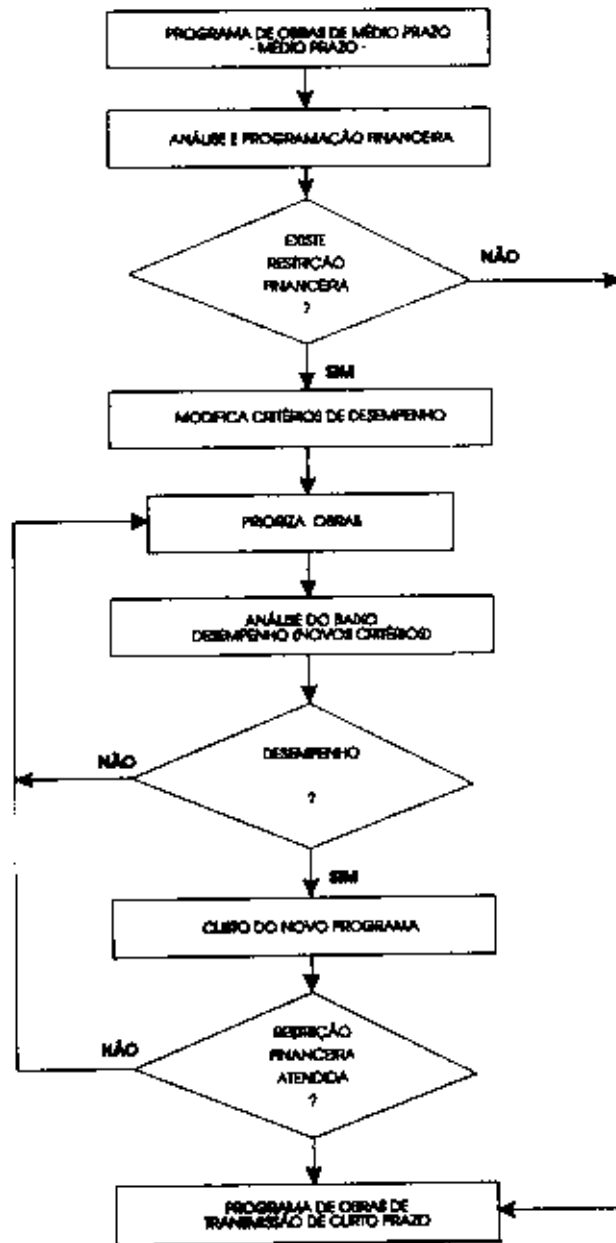 PROGRAMA DE OBRAS DE MÉDIO PRAZO
- MÉDIO PRAZO -
ANÁLISE E PROGRAMAÇÃO FINANCEIRA
EXISTE
RESTRIÇÃO
FINANCEIRA
?
NÃO
SIM
MODIFICA CRITÉRIOS DE DESEMPENHO
PRIORIZA OBRAS
ANÁLISE DO BAIXO
DESEMPENHO (NOVOS CRITÉRIOS)
DESEMPENHO
?
NÃO
SIM
CUSTO DO NOVO PROGRAMA
RESTRIÇÃO
FINANCEIRA
ATENDIDA
?
NÃO
PROGRAMA DE OBRAS DE
TRANSMISSÃO DE CURTO PRAZO